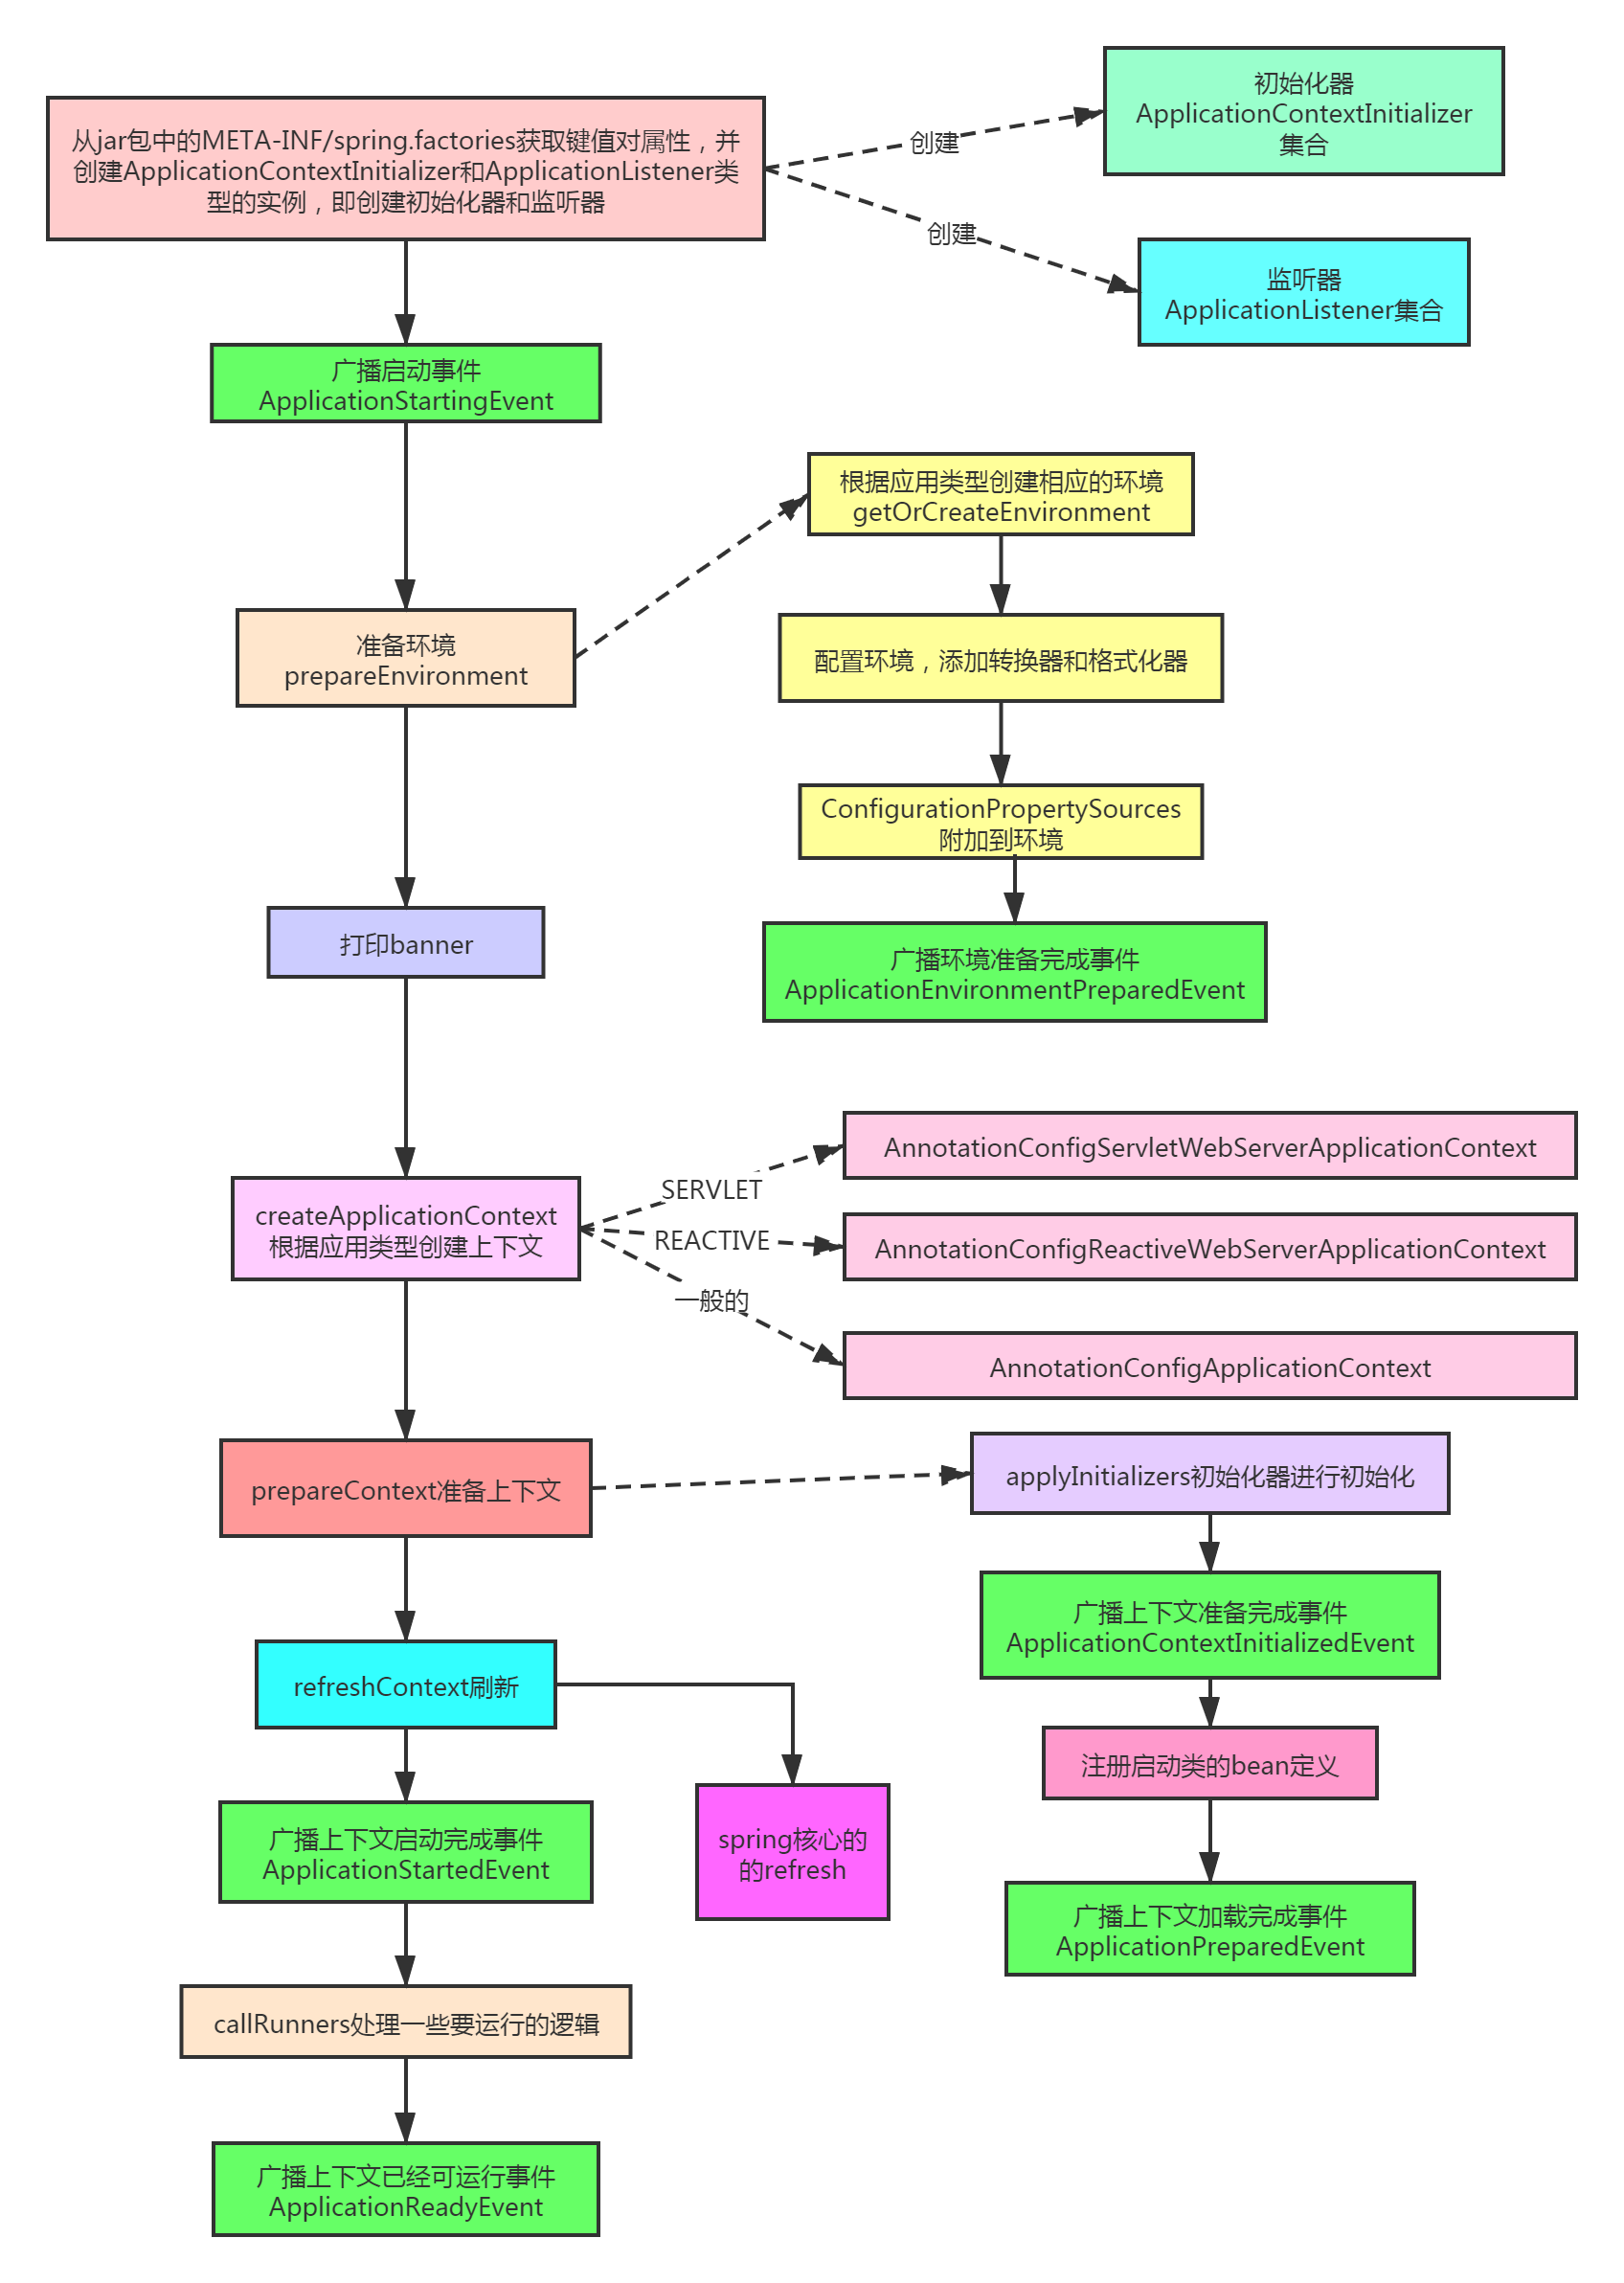 从jar包中的META-INF/spring.factories获取键值对属性，并
创建ApplicationContextInitializer和ApplicationListener类
型的实例，即创建初始化器和监听器
创建
初始化器
ApplicationContextInitializer
集合
创建
监听器
ApplicationListener集合
广播启动事件
ApplicationStartingEvent
准备环境
prepareEnvironment
根据应用类型创建相应的环境
getOrCreateEnvironment
配置环境，添加转换器和格式化器
ConfigurationPropertySources
附加到环境
广播环境准备完成事件
ApplicationEnvironmentPreparedEvent
打印banner
createApplicationContext
根据应用类型创建上下文
SERVLET
AnnotationConfigServletWebServerApplicationContext
REACTIVE
AnnotationConfigReactiveWebServerApplicationContext
一般的
AnnotationConfigApplicationContext
prepareContext准备上下文
applyInitializers初始化器进行初始化
广播上下文准备完成事件
ApplicationContextInitializedEvent
注册启动类的bean定义
广播上下文加载完成事件
ApplicationPreparedEvent
refreshContext刷新
spring核心的
的refresh
广播上下文启动完成事件
ApplicationStartedEvent
callRunners处理一些要运行的逻辑
广播上下文已经可运行事件
ApplicationReadyEvent